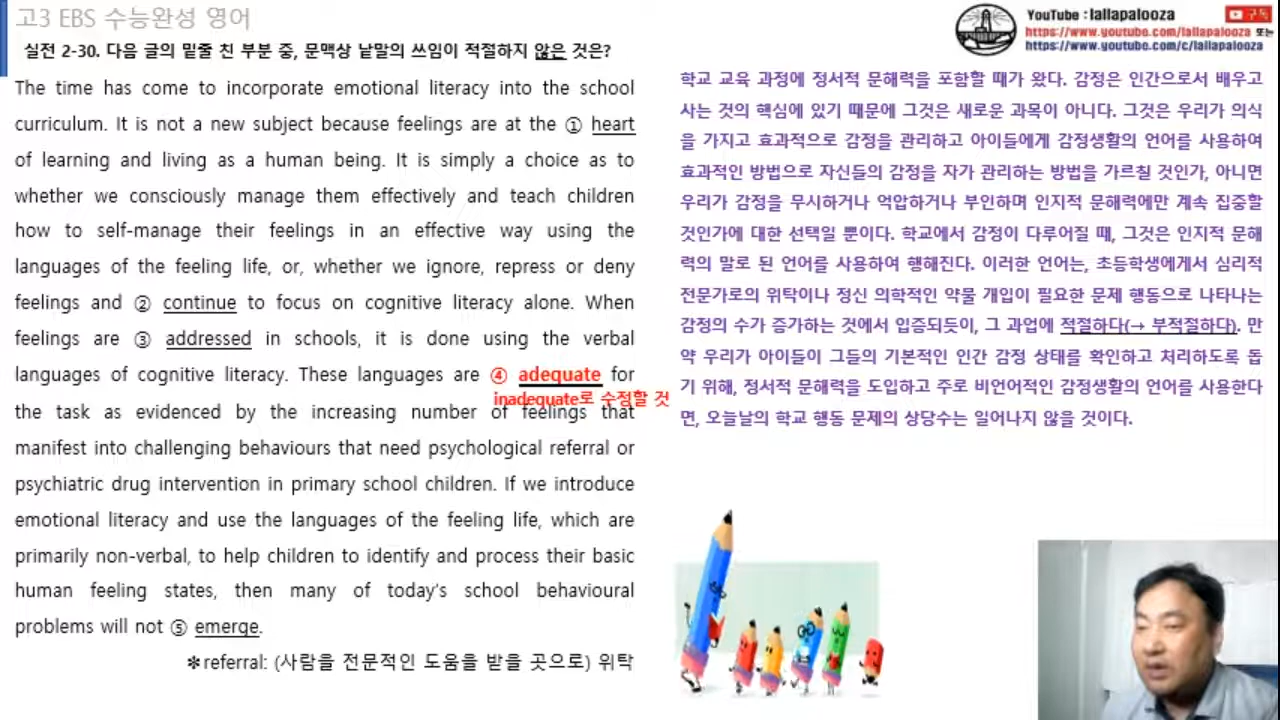 고3 EBS 수능완성 영어
실전 2-30. 다음 글의 밑줄 친 부분 중, 문맥상 낱말의 쓰임이 적절하지 않은 것은?
The time has come to incorporate emotional literacy into the school
curriculum. It is not a new subject because feelings are at the ① heart
of learning and living as a human being. It is simply a choice as to
whether we consciously manage them effectively and teach children
how to self-manage their feelings in an effective way using the
languages of the feeling life, or, whether we ignore, repress or deny
feelings and ② continue to focus on cognitive literacy alone. When
feelings are ③ addressed in schools, it is done using the verbal
languages of cognitive literacy. These languages are ④ adequate for
inadequate로 수정할 것
the task as evidenced by the increasing number of feelings that
manifest into challenging behaviours that need psychological referral or
psychiatric drug intervention in primary school children. If we introduce
emotional literacy and use the languages of the feeling life, which are
primarily non-verbal, to help children to identify and process their basic
human feeling states, then many of today's school behavioural
problems will not ⑤ emerge.
✻referral: (사람을 전문적인 도움을 받을 곳으로) 위탁
YouTube : lallapalooza
구독
https://www.youtube.com/lallapalooza 또는
https://www.youtube.com/c/lallapalooza
학교 교육 과정에 정서적 문해력을 포함할 때가 왔다. 감정은 인간으로서 배우고
사는 것의 핵심에 있기 때문에 그것은 새로운 과목이 아니다. 그것은 우리가 의식
을 가지고 효과적으로 감정을 관리하고 아이들에게 감정생활의 언어를 사용하여
효과적인 방법으로 자신들의 감정을 자가 관리하는 방법을 가르칠 것인가, 아니면
우리가 감정을 무시하거나 억압하거나 부인하며 인지적 문해력에만 계속 집중할
것인가에 대한 선택일 뿐이다. 학교에서 감정이 다루어질 때, 그것은 인지적 문해
력의 말로 된 언어를 사용하여 행해진다. 이러한 언어는, 초등학생에게서 심리적
전문가로의 위탁이나 정신 의학적인 약물 개입이 필요한 문제 행동으로 나타나는
감정의 수가 증가하는 것에서 입증되듯이, 그 과업에 적절하다(→ 부적절하다). 만
약 우리가 아이들이 그들의 기본적인 인간 감정 상태를 확인하고 처리하도록 돕
기 위해, 정서적 문해력을 도입하고 주로 비언어적인 감정생활의 언어를 사용한다
면, 오늘날의 학교 행동 문제의 상당수는 일어나지 않을 것이다.